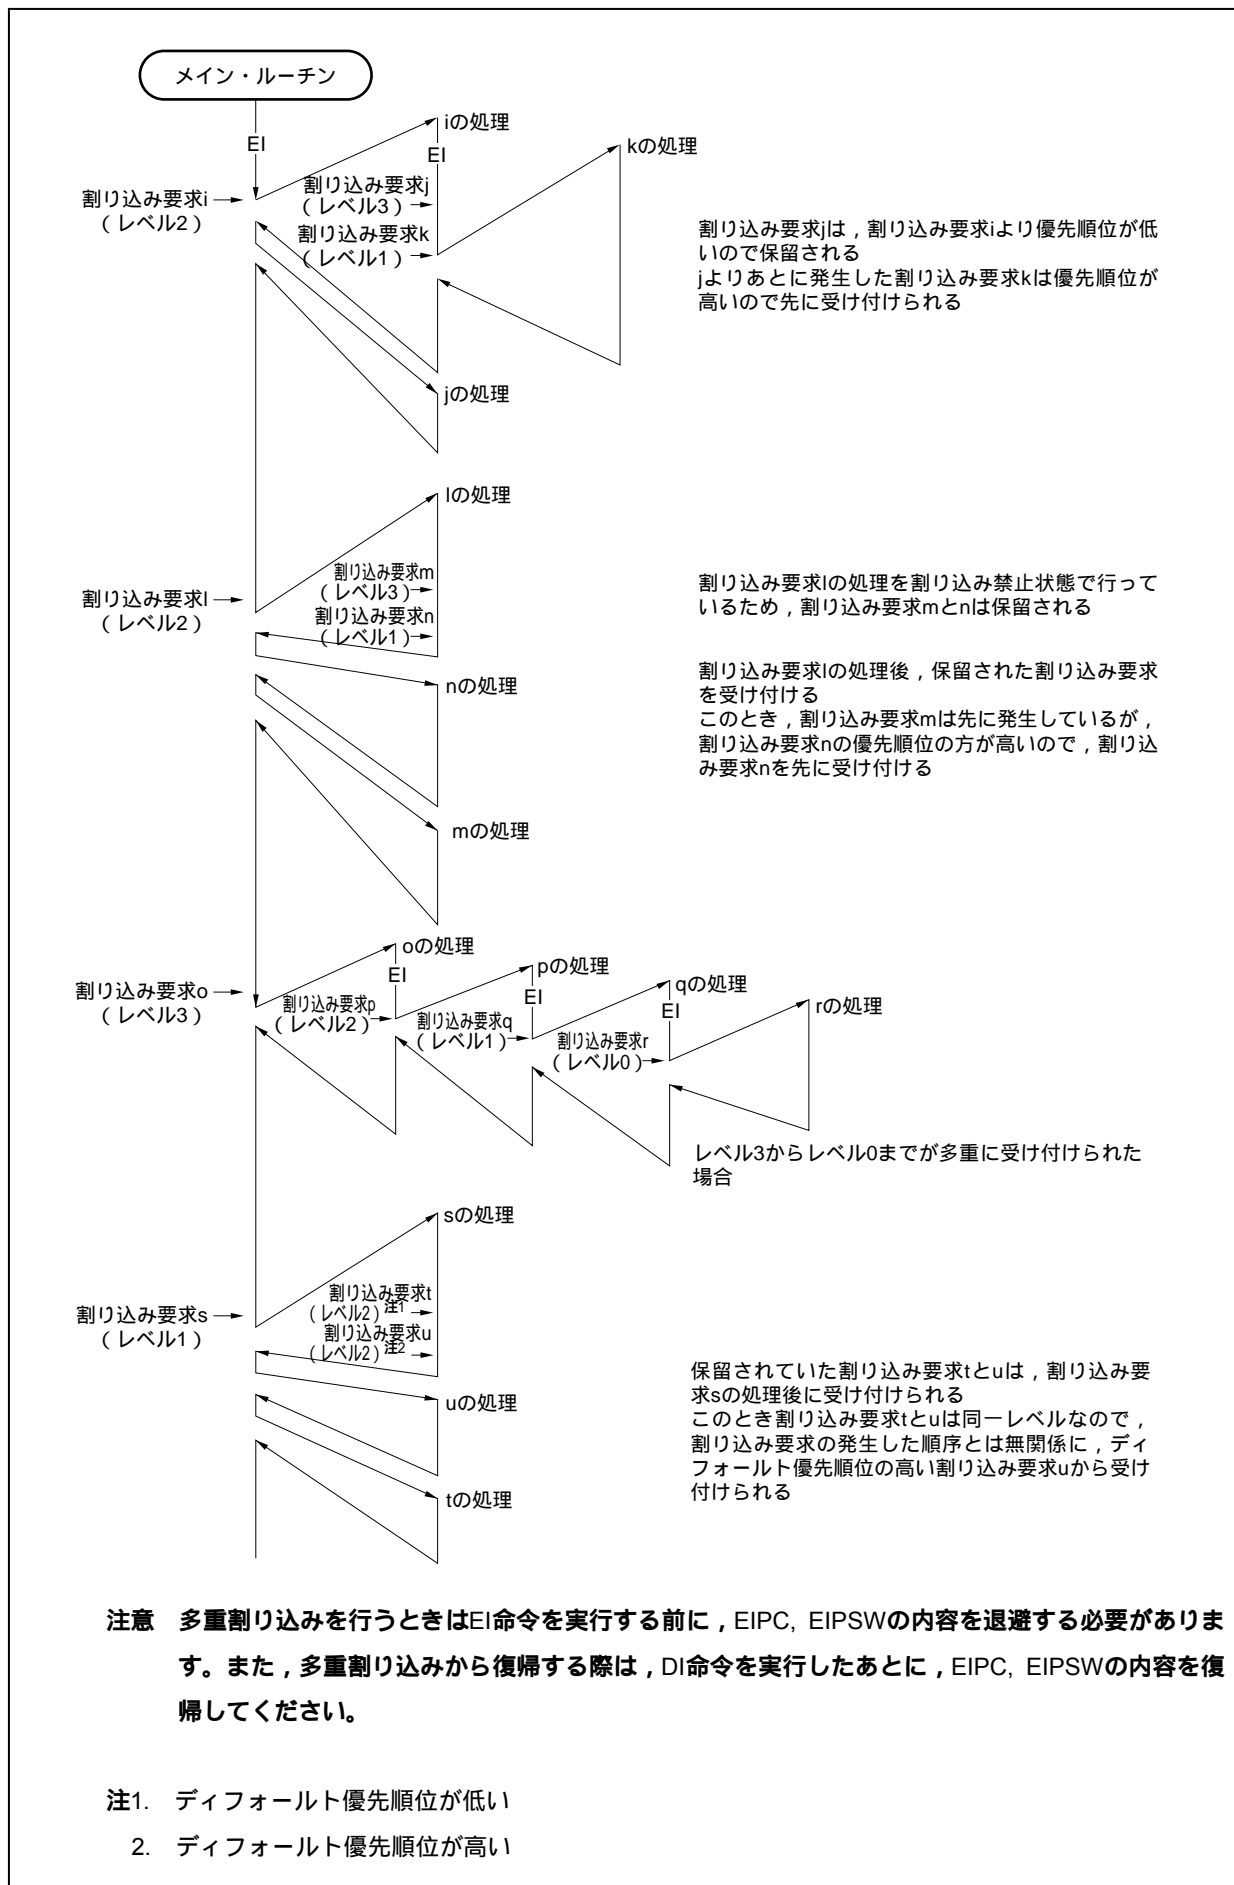 メイン・ルーチン
EI
iの処理
EI
kの処理
割り込み要求i
（レベル2）
割り込み要求j
（レベル3）
割り込み要求k
（レベル1）
割り込み要求jは，割り込み要求iより優先順位が低
いので保留される
jよりあとに発生した割り込み要求kは優先順位が
高いので先に受け付けられる
jの処理
lの処理
割り込み要求l
（レベル2）
割り込み要求m
（レベル3）
割り込み要求n
（レベル1）
割り込み要求lの処理を割り込み禁止状態で行って
いるため，割り込み要求mとnは保留される
nの処理
割り込み要求lの処理後，保留された割り込み要求
を受け付ける
このとき，割り込み要求mは先に発生しているが，
割り込み要求nの優先順位の方が高いので，割り込
み要求nを先に受け付ける
mの処理
oの処理
EI
pの処理
EI
qの処理
EI
rの処理
割り込み要求o
（レベル3）
割り込み要求p
（レベル2）
割り込み要求q
（レベル1）
割り込み要求r
（レベル0）
レベル3からレベル0までが多重に受け付けられた
場合
sの処理
割り込み要求s
（レベル1）
割り込み要求t
（レベル2）注1
割り込み要求u
（レベル2）注2
保留されていた割り込み要求tとuは，割り込み要
求sの処理後に受け付けられる
このとき割り込み要求tとuは同一レベルなので，
割り込み要求の発生した順序とは無関係に，ディ
フォールト優先順位の高い割り込み要求uから受け
付けられる
uの処理
tの処理
注意　多重割り込みを行うときはEI命令を実行する前に，EIPC, EIPSWの内容を退避する必要がありま
す。また，多重割り込みから復帰する際は，DI命令を実行したあとに，EIPC, EIPSWの内容を復
帰してください。
注1.　ディフォールト優先順位が低い
2.　ディフォールト優先順位が高い